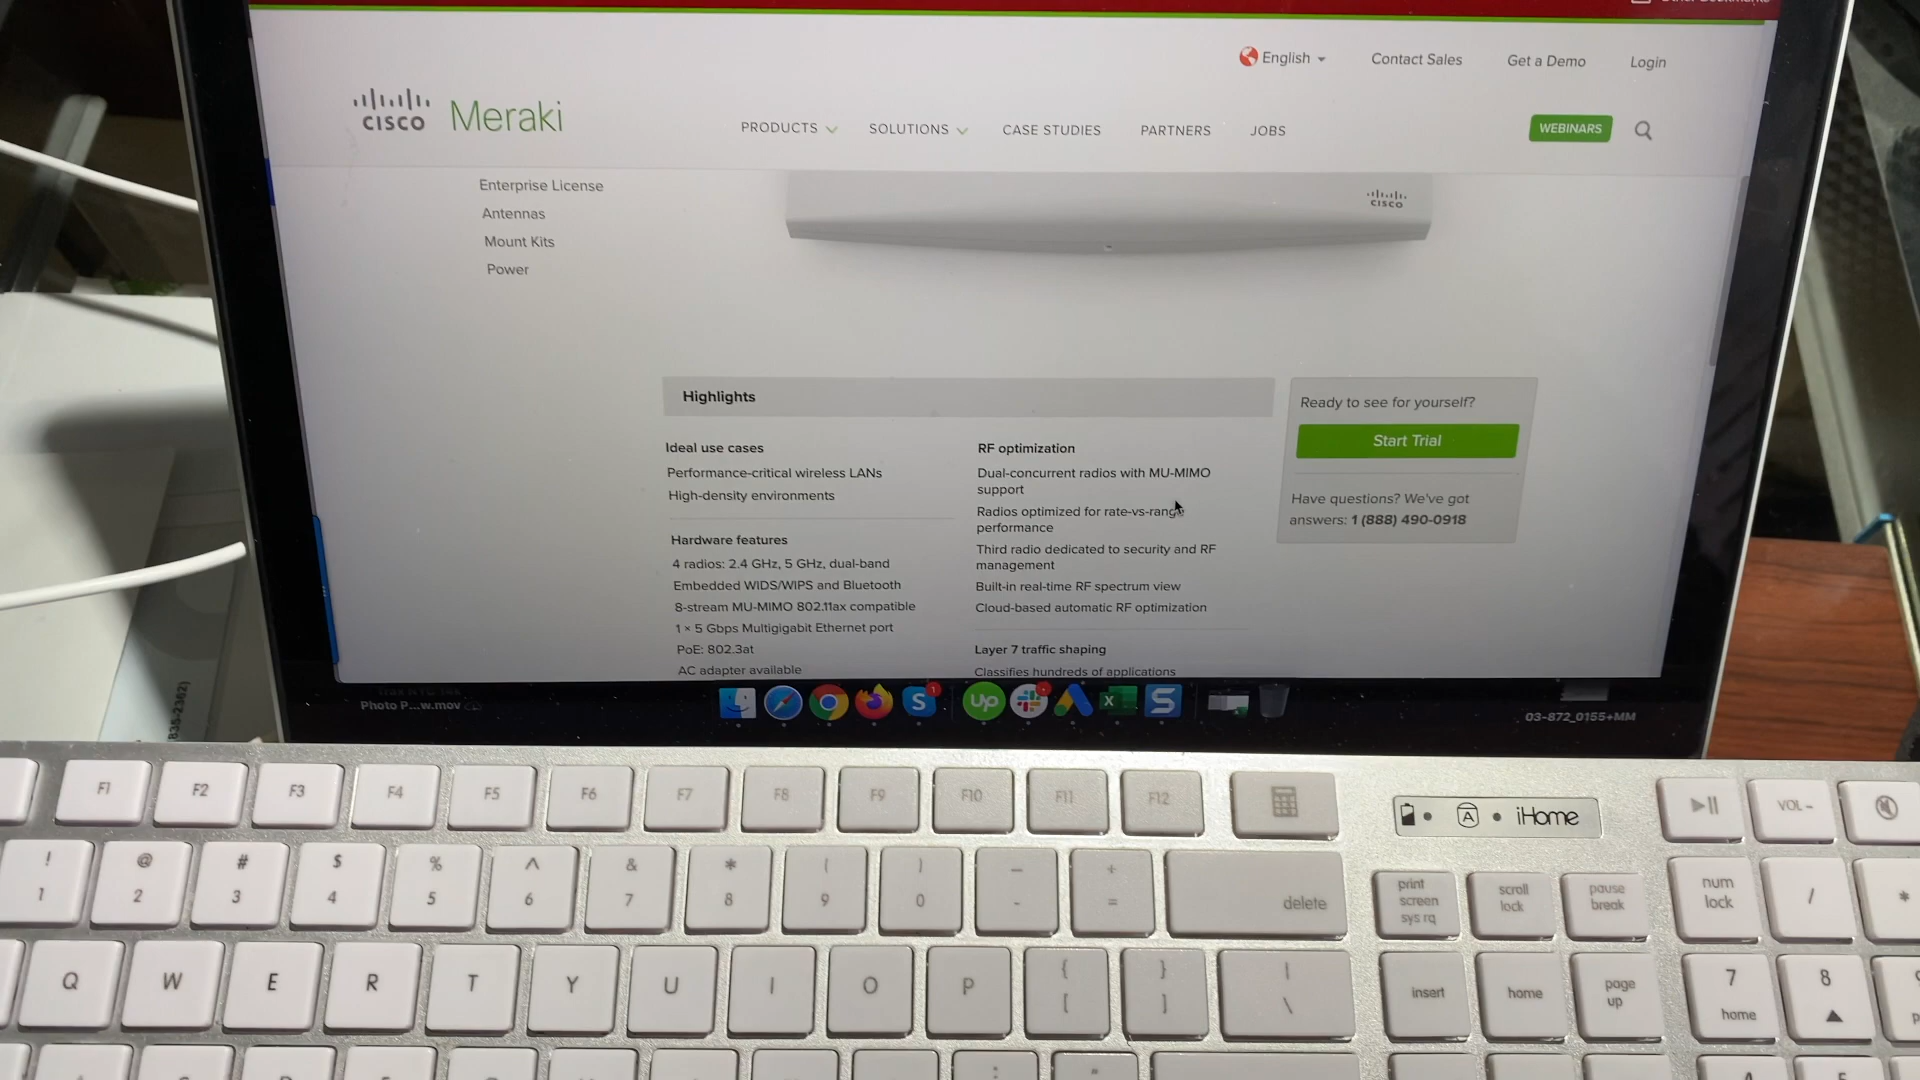 English
Contact Sales
Get a Demo
Login
CISCO Meraki
PRODUCTS
SOLUTIONS
CASE STUDIES
PARTNERS
JOBS
WEBINARS
Enterprise License
Antennas
Mount Kits
Power
CISCO
Highlights
Ideal use cases
Performance-critical wireless LANs
High-density environments
Hardware features
4 radios: 2.4 GHz, 5 GHz, dual-band
Embedded WIDS/WIPS and Bluetooth
8-stream MU-MIMO 802.11ax compatible
1 × 5 Gbps Multigigabit Ethernet port
PoE: 802.3at
AC adapter available
RF optimization
Dual-concurrent radios with MU-MIMO
support
Radios optimized for rate-vs-range
performance
Third radio dedicated to security and RF
management
Built-in real-time RF spectrum view
Cloud-based automatic RF optimization
Layer 7 traffic shaping
Classifies hundreds of applications
Ready to see for yourself?
Start Trial
Have questions? We've got
answers: 1 (888) 490-0918
Photo P...w.mov
S
1
Up
X
S
03-872_0155+MM
835-2362)
F1 F2 F3 F4 F5 F6 F7 F8 F9 F10 F11 F12
A iHome
VOL -
! 1 @ 2 # 3 $ 4 % 5 ^ 6 & 7 * 8 ( 9 ) 0 — - + = delete
print screen sys rq
scroll lock
pause break
num lock
/
*
Q W E R T Y U I O P { [ } ] | \
insert
home
page up
7 home
8